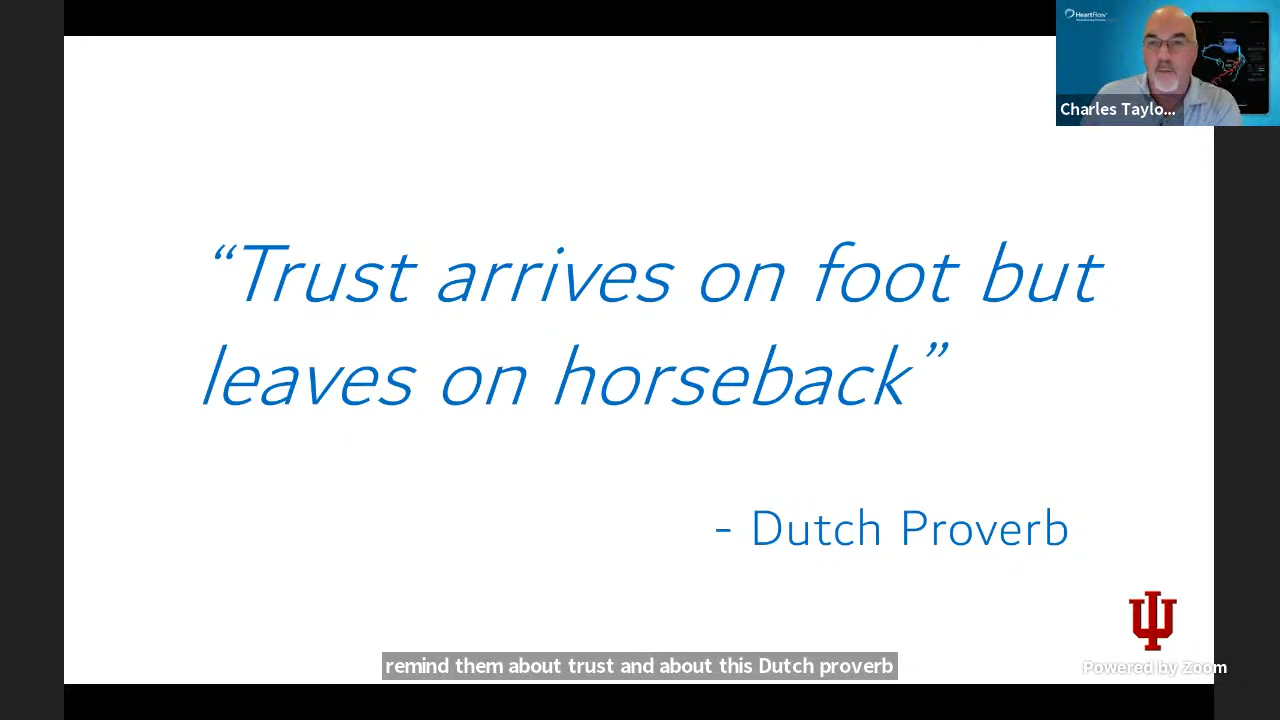 HeartFlow
Charles Taylo...
“Trust arrives on foot but
leaves on horseback”
- Dutch Proverb
remind them about trust and about this Dutch proverb
Powered by Zoom